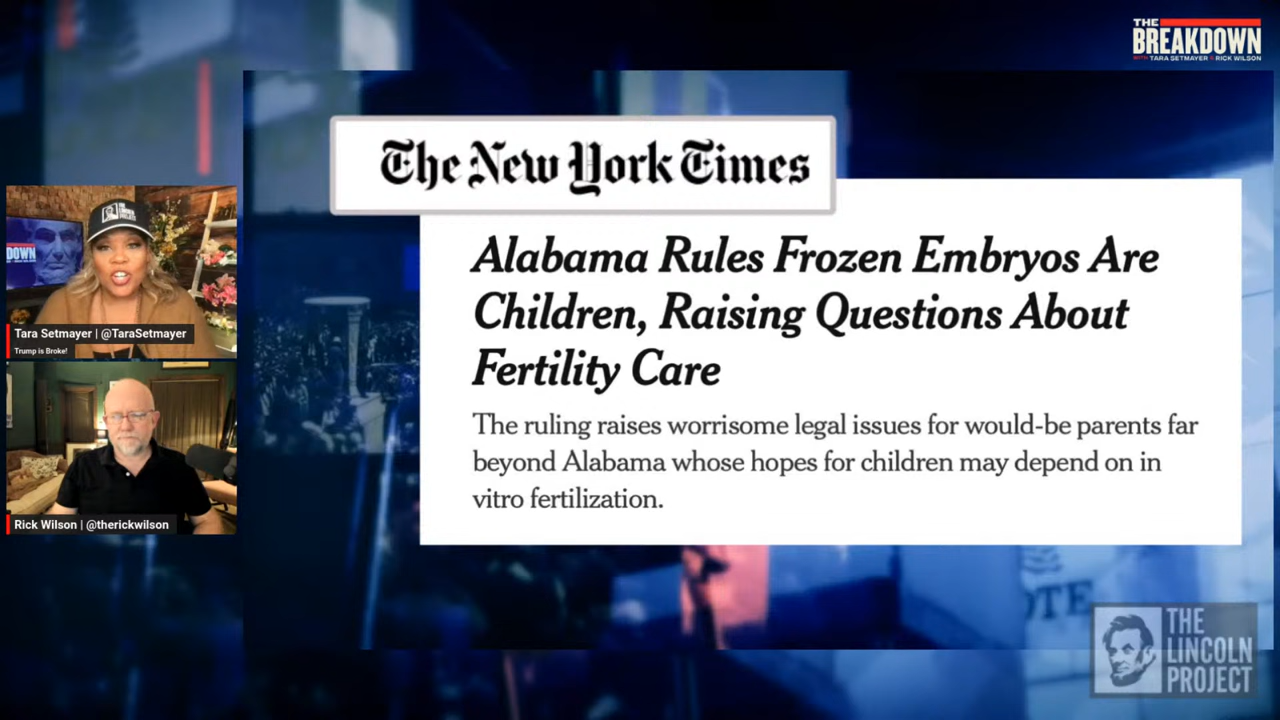 THE
BREAKDOWN
WITH TARA SETMAYER & RICK WILSON
The New York Times
Alabama Rules Frozen Embryos Are
Children, Raising Questions About
Fertility Care
The ruling raises worrisome legal issues for would-be parents far
beyond Alabama whose hopes for children may depend on in
vitro fertilization.
DOWN
Tara Setmayer | @TaraSetmayer
Trump is Broke!
Rick Wilson | @therickwilson
OTE
THE
LINCOLN
PROJECT